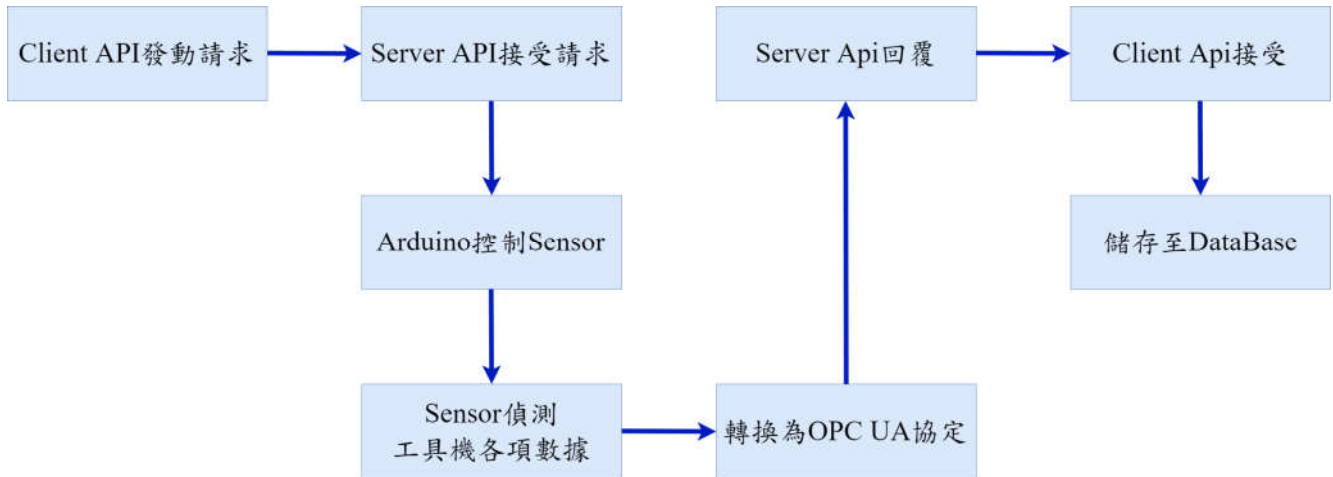 Client API發動請求
Server API接受請求
Arduino控制Sensor
Sensor偵測
工具機各項數據
轉換為OPC UA協定
Server Api回覆
Client Api接受
儲存至DataBase